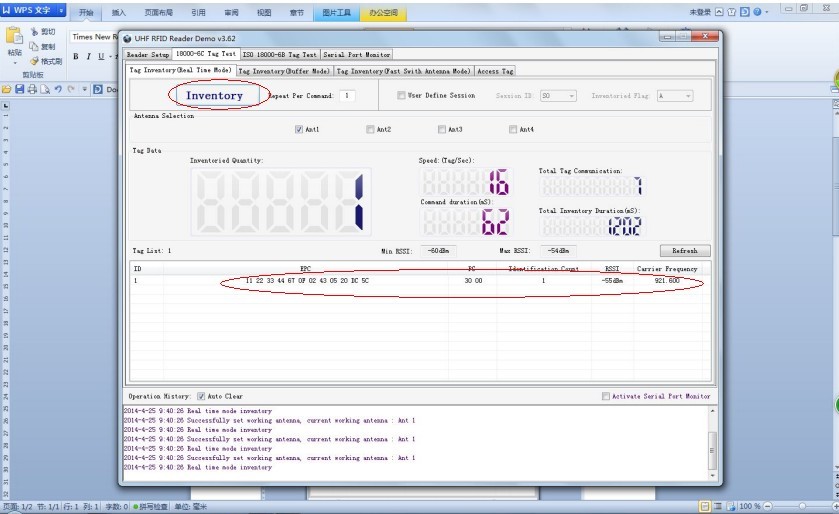 WPS 文字
开始 插入 页面布局 引用 审阅 视图 章节 图片工具 办公空间 未登录
粘贴 剪切 复制 格式刷
剪贴板
Times New R
B I U
UHF RFID Reader Demo v3.62
Reader Setup 18000-6C Tag Test ISO 18000-6B Tag Test Serial Port Monitor
Tag Inventory(Real Time Mode) Tag Inventory(Buffer Mode) Tag Inventory(Fast Swith Antenna Mode) Access Tag
Inventory Repeat Per Command: 1 User Define Session Session ID: S0 Inventoried Flag: A
Antenna Selection
Ant1 Ant2 Ant3 Ant4
Tag Data
Inventoried Quantity: 1
Speed:(Tag/Sec): 16
Total Tag Communication: 1
Command duration(mS): 62
Total Inventory Duration(mS): 1202
Tag List: 1 Min RSSI: -60dBm Max RSSI: -54dBm Refresh
ID EPC PC Identification Count RSSI Carrier Frequency
1 30 00 1 -55dBm 921.600
Operation History: Auto Clear Activate Serial Port Monitor
2014-4-25 9:40:26 Real time mode inventory
2014-4-25 9:40:26 Successfully set working antenna, current working antenna : Ant 1
2014-4-25 9:40:26 Real time mode inventory
2014-4-25 9:40:26 Successfully set working antenna, current working antenna : Ant 1
2014-4-25 9:40:26 Real time mode inventory
2014-4-25 9:40:26 Successfully set working antenna, current working antenna : Ant 1
2014-4-25 9:40:26 Real time mode inventory
页面: 1/2 节: 1/1 行: 1 列: 1 字数: 0 拼写检查 单位: 毫米 100 %